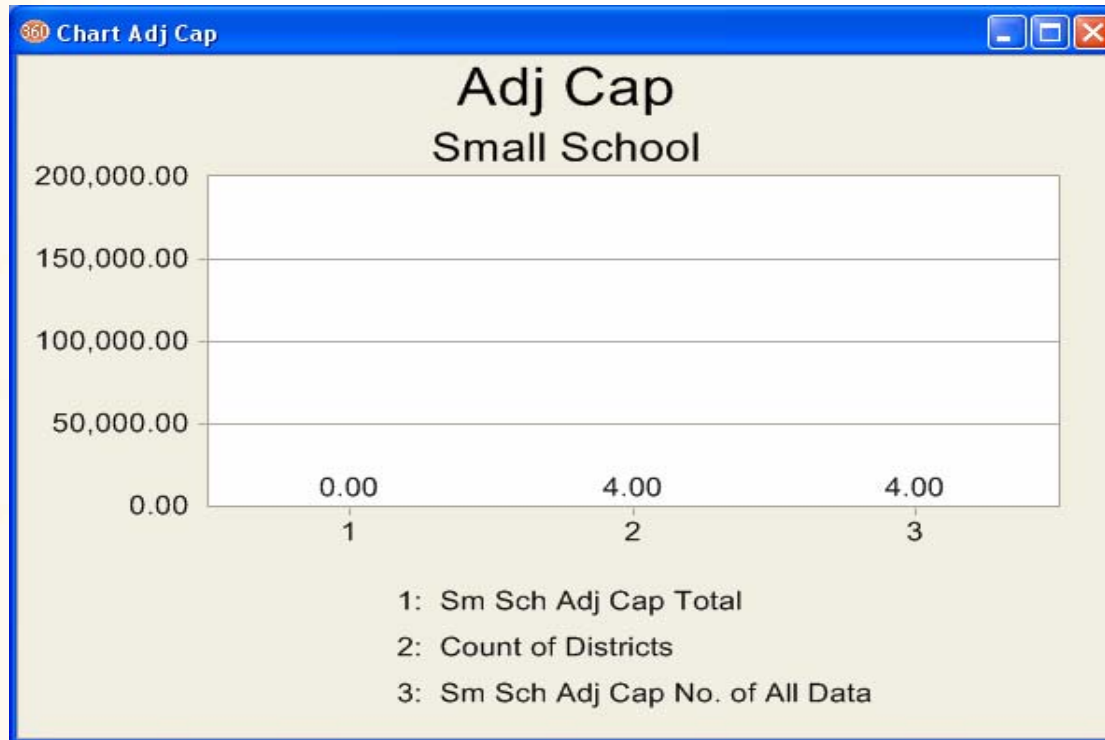 360 Chart Adj Cap
Adj Cap
Small School
200,000.00
150,000.00
100,000.00
50,000.00
0.00
0.00 4.00 4.00
1 2 3
1: Sm Sch Adj Cap Total
2: Count of Districts
3: Sm Sch Adj Cap No. of All Data